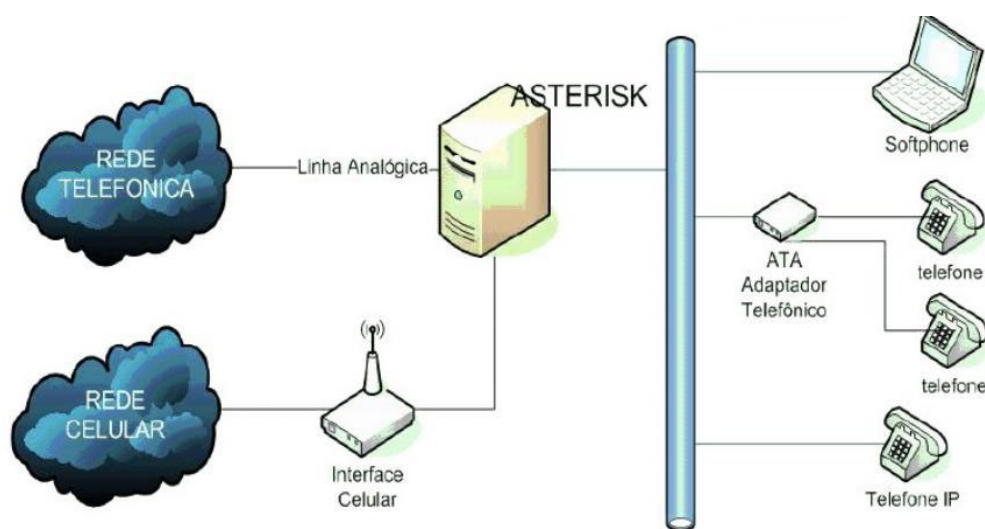 ASTERISK
REDE
TELEFONICA
Linha Analógica
REDE
CELULAR
Interface
Celular
Softphone
ATA
Adaptador
Telefônico
telefone
telefone
Telefone IP